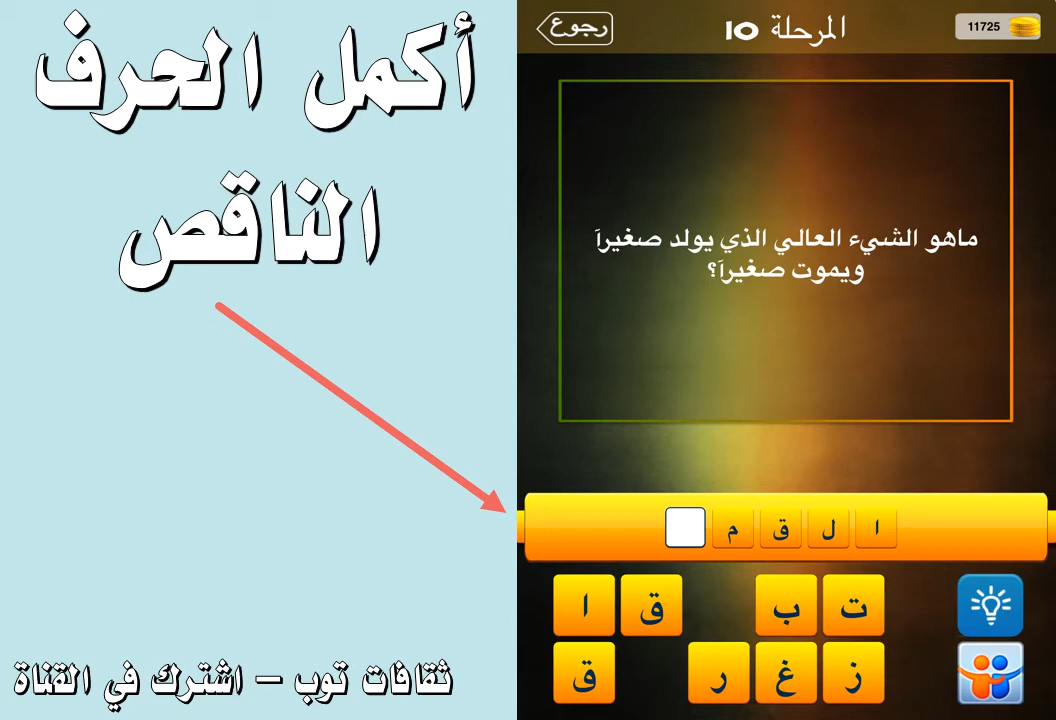 أكمل الحرف
الناقص
ثقافات توب – اشترك في القناة
رجوع
المرحلة 10
11725
ماهو الشيء العالي الذي يولد صغيراَ
ويموت صغيراَ؟
ا ل ق م
ت ب ق ا
ز غ ر ق